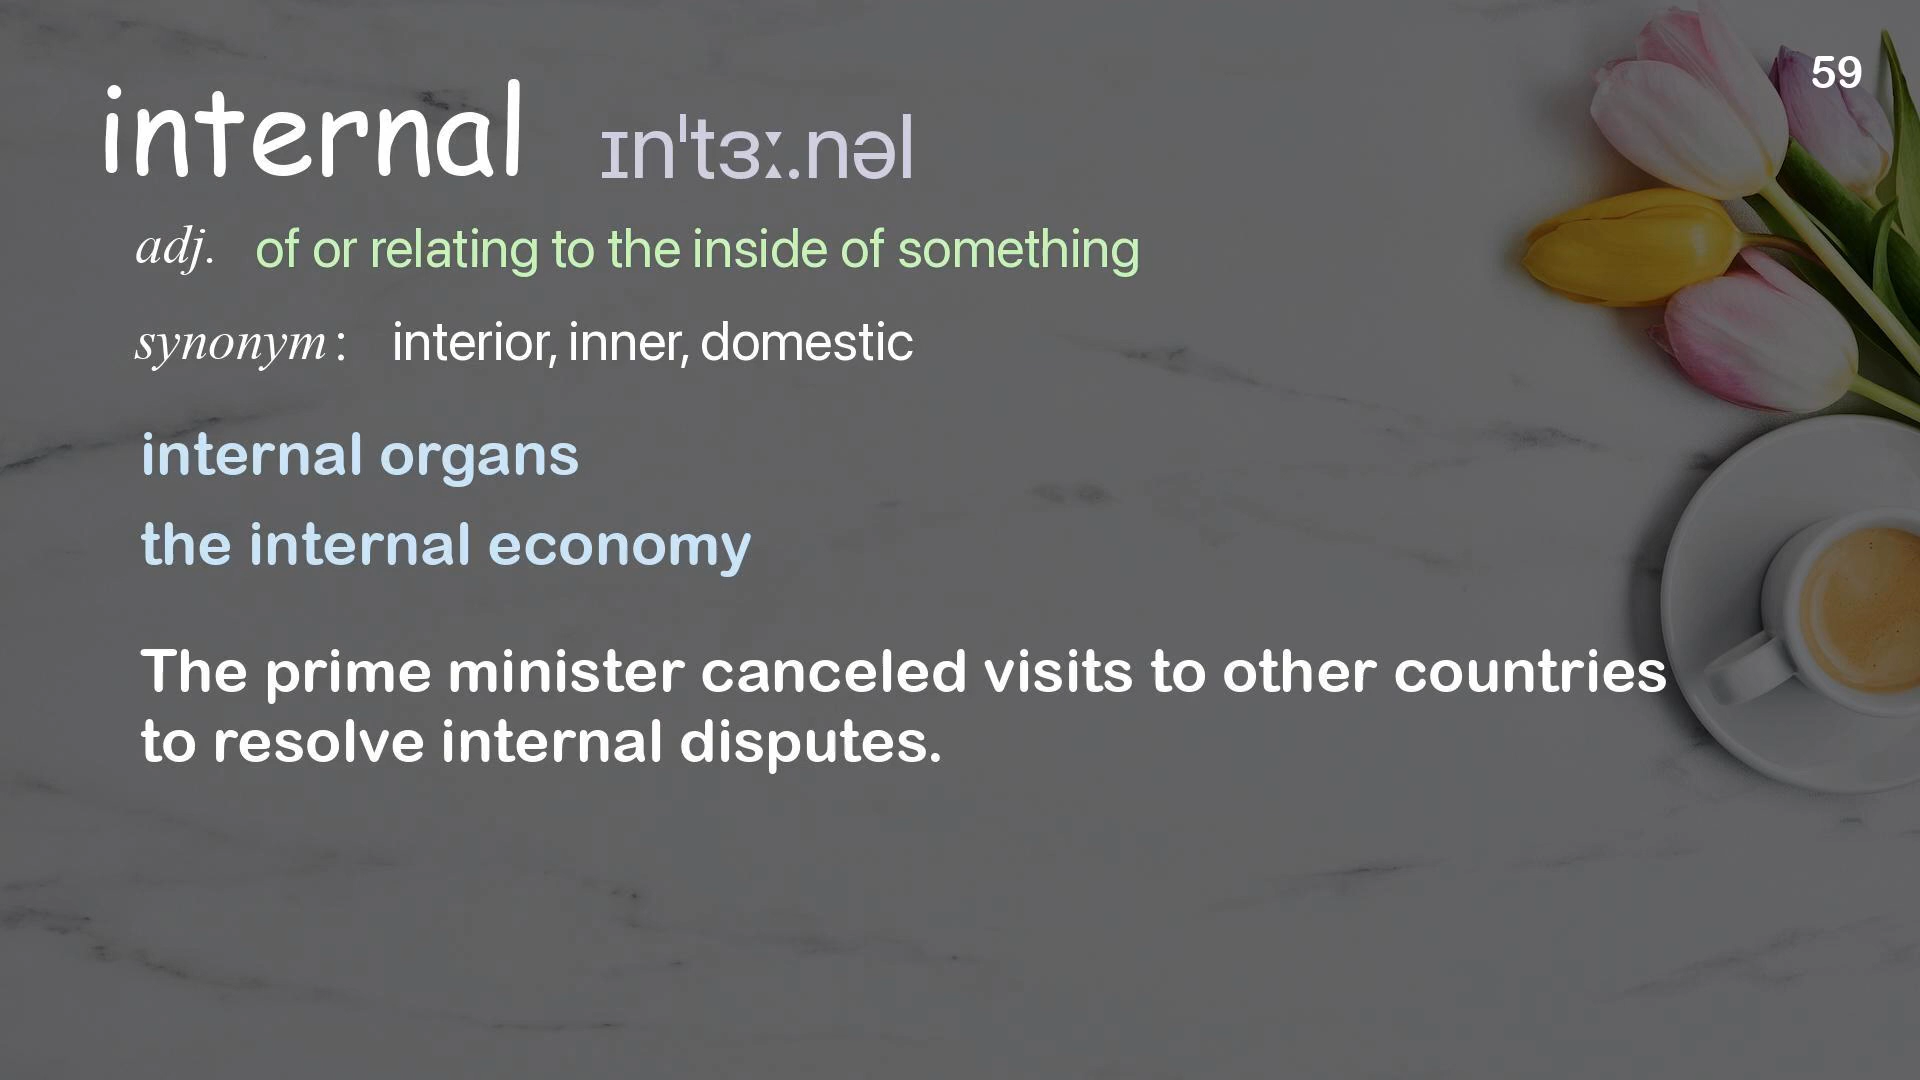 59
internal ɪnˈtɜː.nəl
adj. of or relating to the inside of something
synonym: interior, inner, domestic
internal organs
the internal economy
The prime minister canceled visits to other countries
to resolve internal disputes.